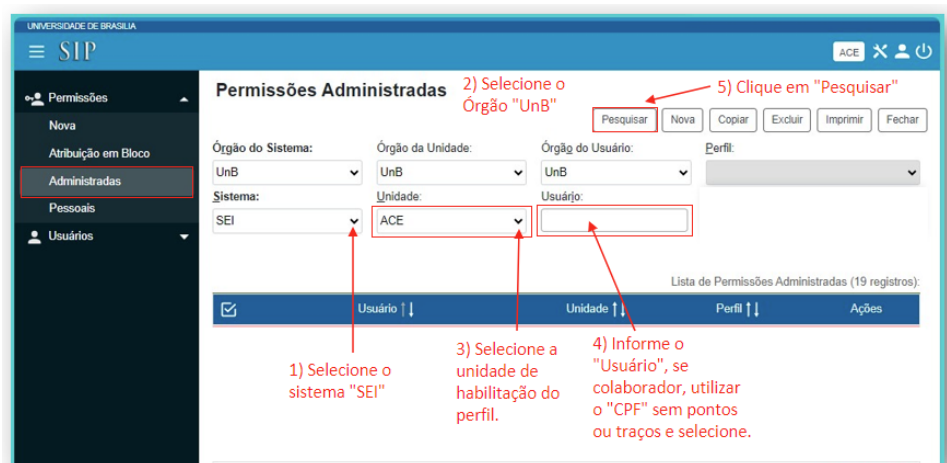 UNIVERSIDADE DE BRASILIA
SIP
ACE
Permissões
Nova
Atribuição em Bloco
Administradas
Pessoais
Usuários
Permissões Administradas
2) Selecione o
Órgão "UnB"
5) Clique em "Pesquisar"
Pesquisar Nova Copiar Excluir Imprimir Fechar
Órgão do Sistema: Órgão da Unidade: Órgão do Usuário: Perfil:
UnB UnB UnB
Sistema: Unidade: Usuário:
SEI ACE
Lista de Permissões Administradas (19 registros):
Usuário Unidade Perfil Ações
1) Selecione o
sistema "SEI"
3) Selecione a
unidade de
habilitação do
perfil.
4) Informe o
"Usuário", se
colaborador, utilizar
o "CPF" sem pontos
ou traços e selecione.